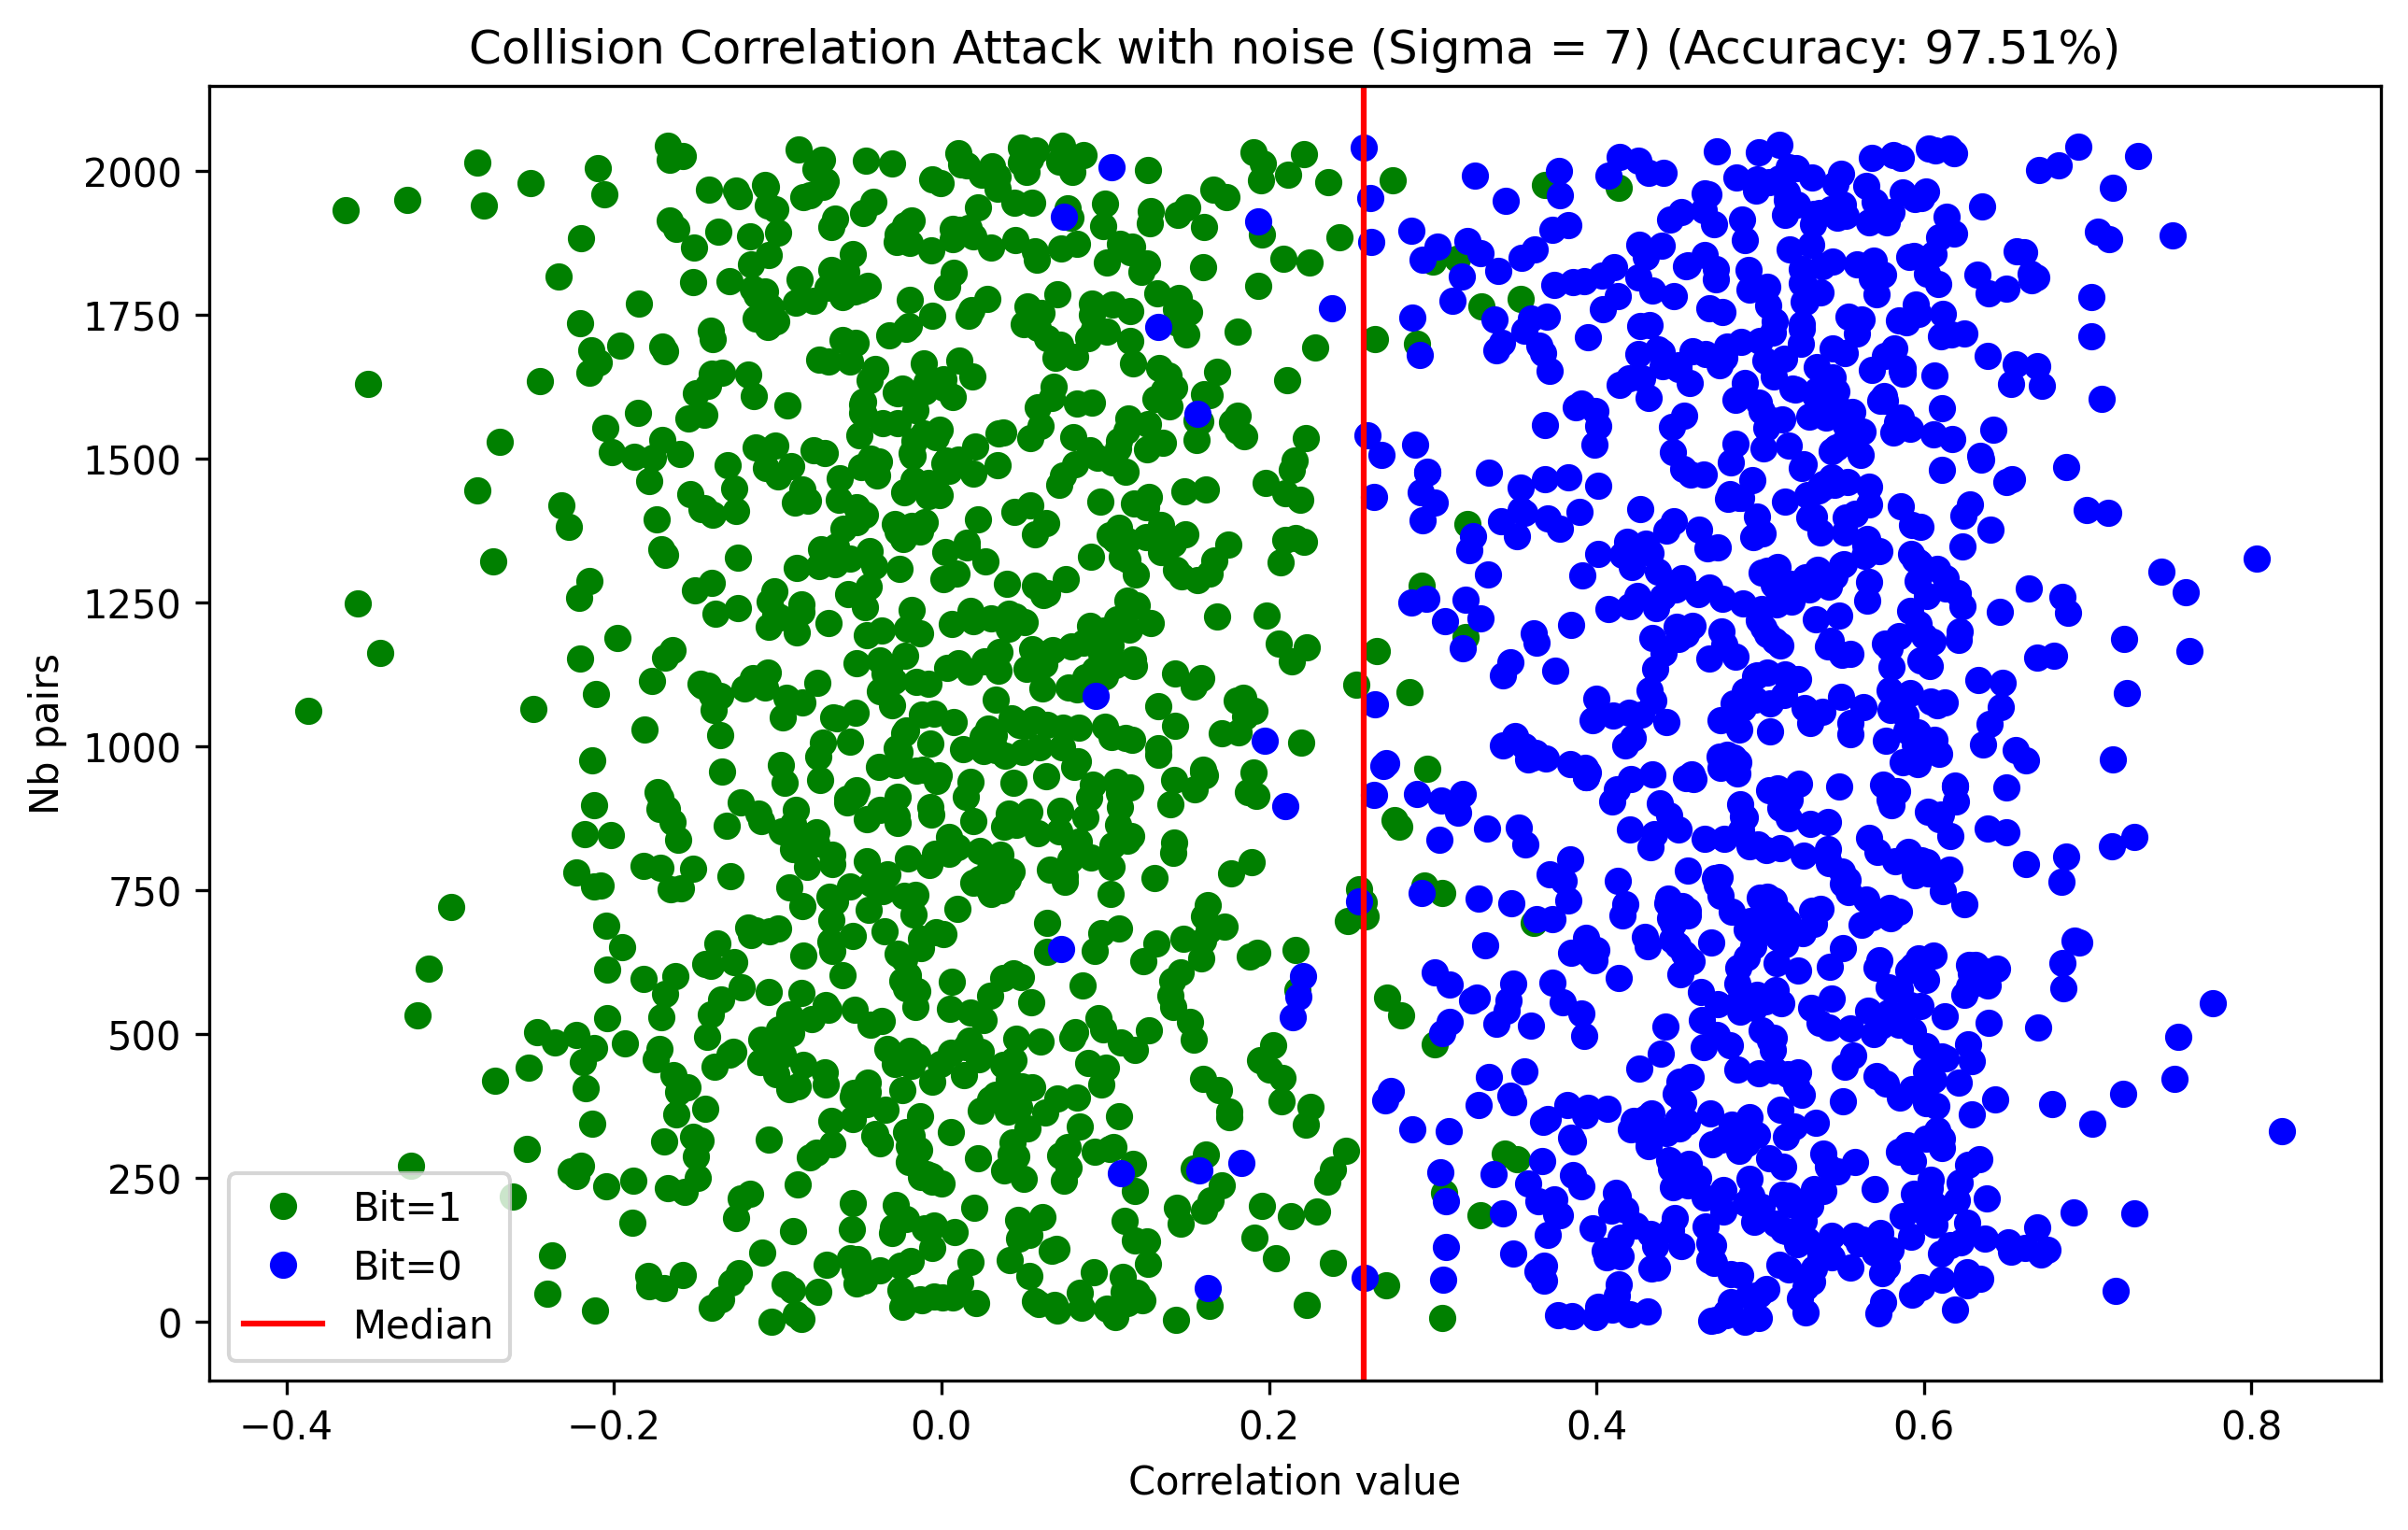 Collision Correlation Attack with noise (Sigma = 7) (Accuracy: 97.51%)
Nb pairs
2000
1750
1500
1250
1000
750
500
250
0
Bit=1
Bit=0
Median
−0.4
−0.2
0.0
0.2
0.4
0.6
0.8
Correlation value